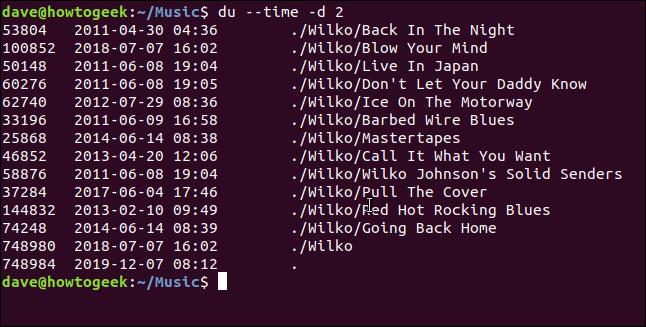 dave@howtogeek:~/Music$ du --time -d 2
53804 2011-04-30 04:36 ./Wilko/Back In The Night
100852 2018-07-07 16:02 ./Wilko/Blow Your Mind
50148 2011-06-08 19:04 ./Wilko/Live In Japan
60276 2011-06-08 19:05 ./Wilko/Don't Let Your Daddy Know
62740 2012-07-29 08:36 ./Wilko/Ice On The Motorway
33196 2011-06-09 16:58 ./Wilko/Barbed Wire Blues
25868 2014-06-14 08:38 ./Wilko/Mastertapes
46852 2013-04-20 12:06 ./Wilko/Call It What You Want
58876 2011-06-08 19:04 ./Wilko/Wilko Johnson's Solid Senders
37284 2017-06-04 17:46 ./Wilko/Pull The Cover
144832 2013-02-10 09:49 ./Wilko/Red Hot Rocking Blues
74248 2014-06-14 08:39 ./Wilko/Going Back Home
748980 2018-07-07 16:02 ./Wilko
748984 2019-12-07 08:12 .
dave@howtogeek:~/Music$